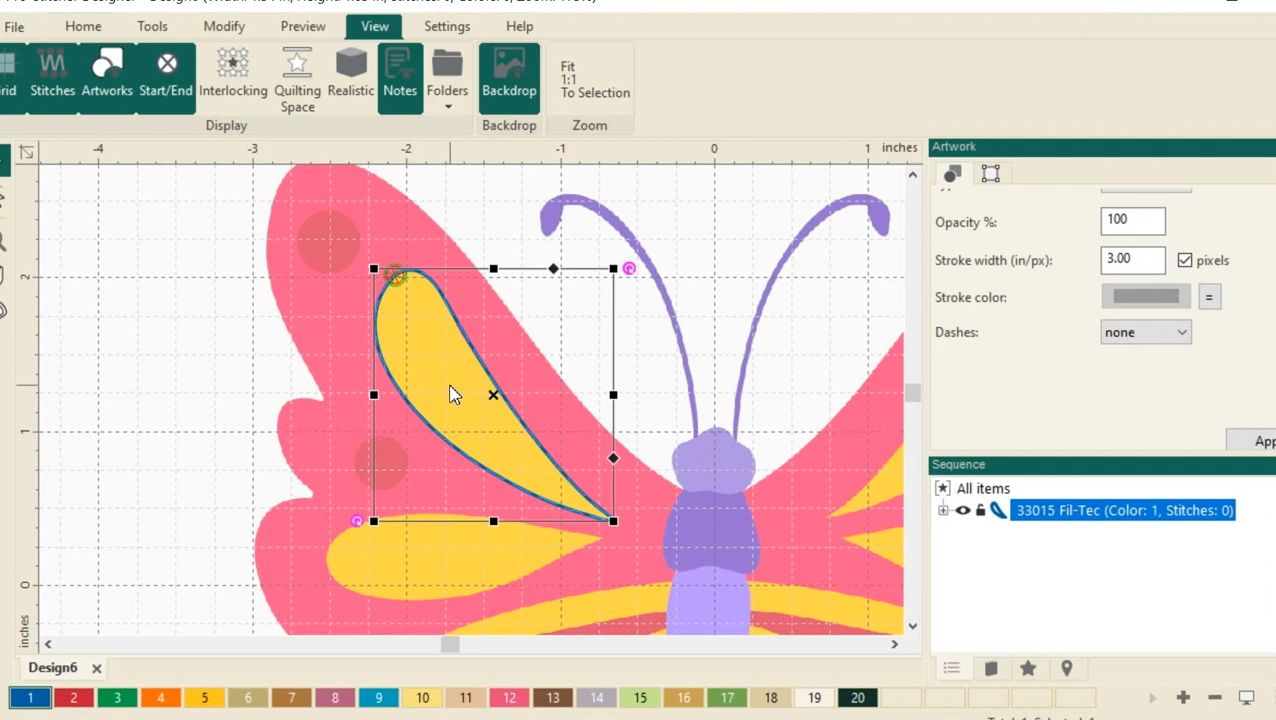 File Home Tools Modify Preview View Settings Help
Stitches Artworks Start/End Interlocking Quilting Space Realistic Notes Folders Backdrop
Fit
1:1
To Selection
Display Backdrop Zoom
-4 -3 -2 -1 0 1 inches
2
1
0
inches
Artwork
Opacity %: 100
Stroke width (in/px): 3.00 pixels
Stroke color: =
Dashes: none
Sequence
All items
33015 Fil-Tec (Color: 1, Stitches: 0)
Design6
1 2 3 4 5 6 7 8 9 10 11 12 13 14 15 16 17 18 19 20